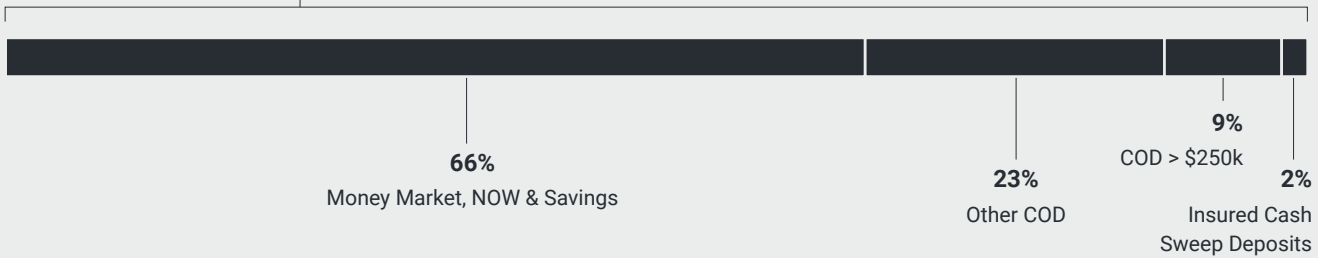 66%
Money Market, NOW & Savings
23%
Other COD
9%
COD > $250k
2%
Insured Cash
Sweep Deposits